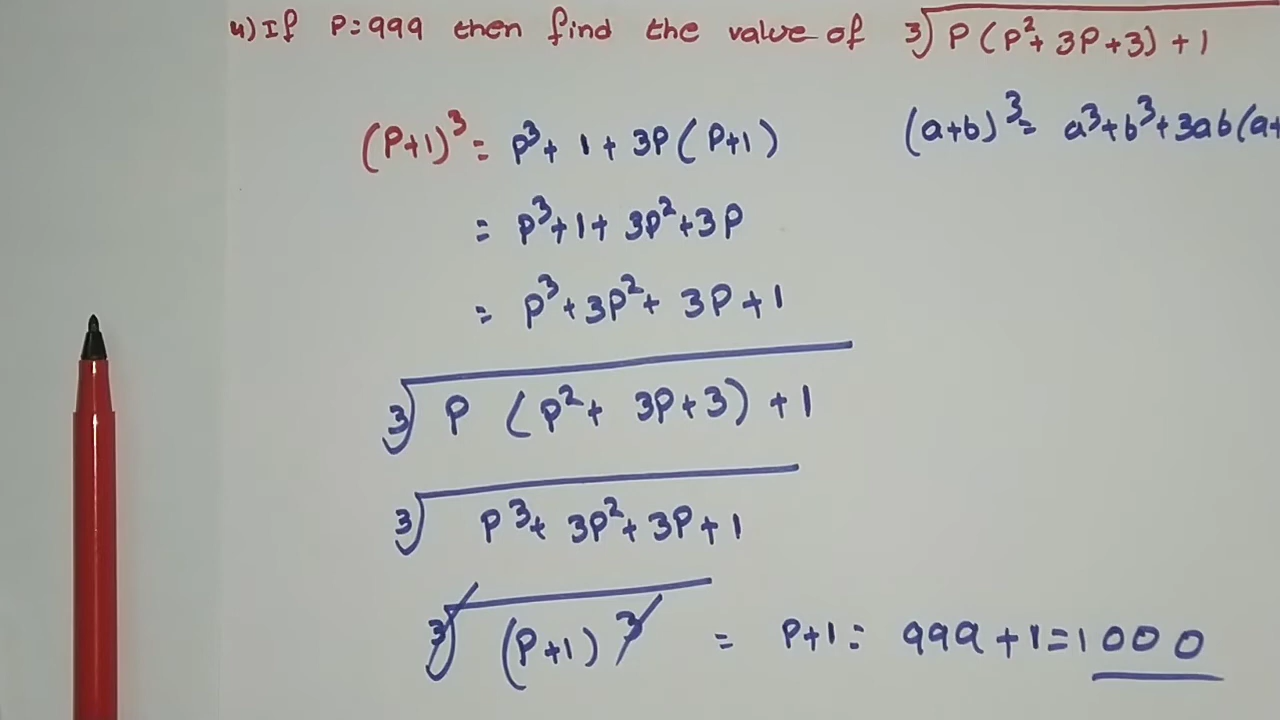 4) If P=999 then find the value of ∛P(P²+3P+3)+1
(P+1)³ = P³+1+3P(P+1)
(a+b)³= a³+b³+3ab(a+
= P³+1+3P²+3P
= P³+3P²+3P+1
∛P(P²+3P+3)+1
∛P³+3P²+3P+1
∛(P+1)³ = P+1= 999+1=1000